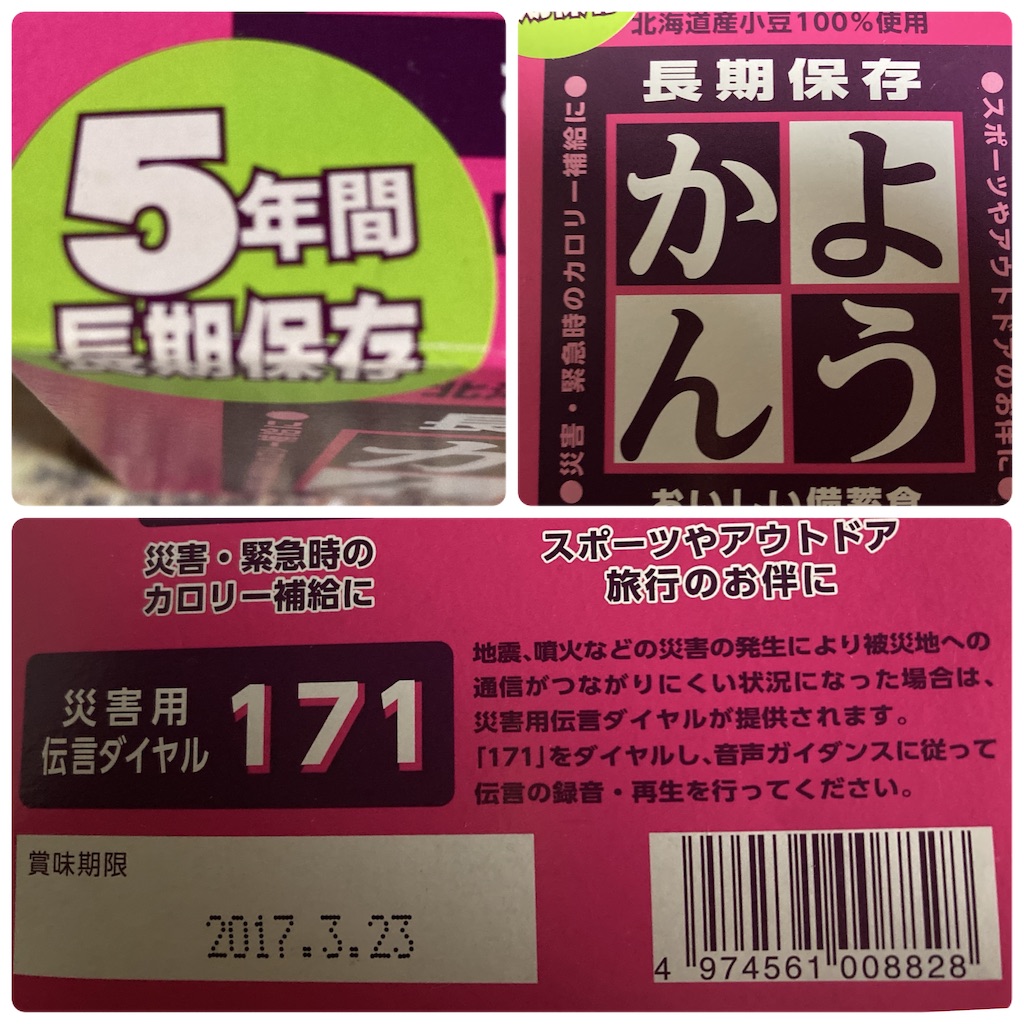 5年間
長期保存
北海道産小豆100%使用
長期保存
ようかん
●スポーツやアウトドアのお伴に●
●災害・緊急時のカロリー補給に●
おいしい備蓄食
災害・緊急時の
カロリー補給に
スポーツやアウトドア
旅行のお伴に
災害用
伝言ダイヤル
171
地震、噴火などの災害の発生により被災地への
通信がつながりにくい状況になった場合は、
災害用伝言ダイヤルが提供されます。
「171」をダイヤルし、音声ガイダンスに従って
伝言の録音・再生を行ってください。
賞味期限
2017.3.23
4 974561 008828